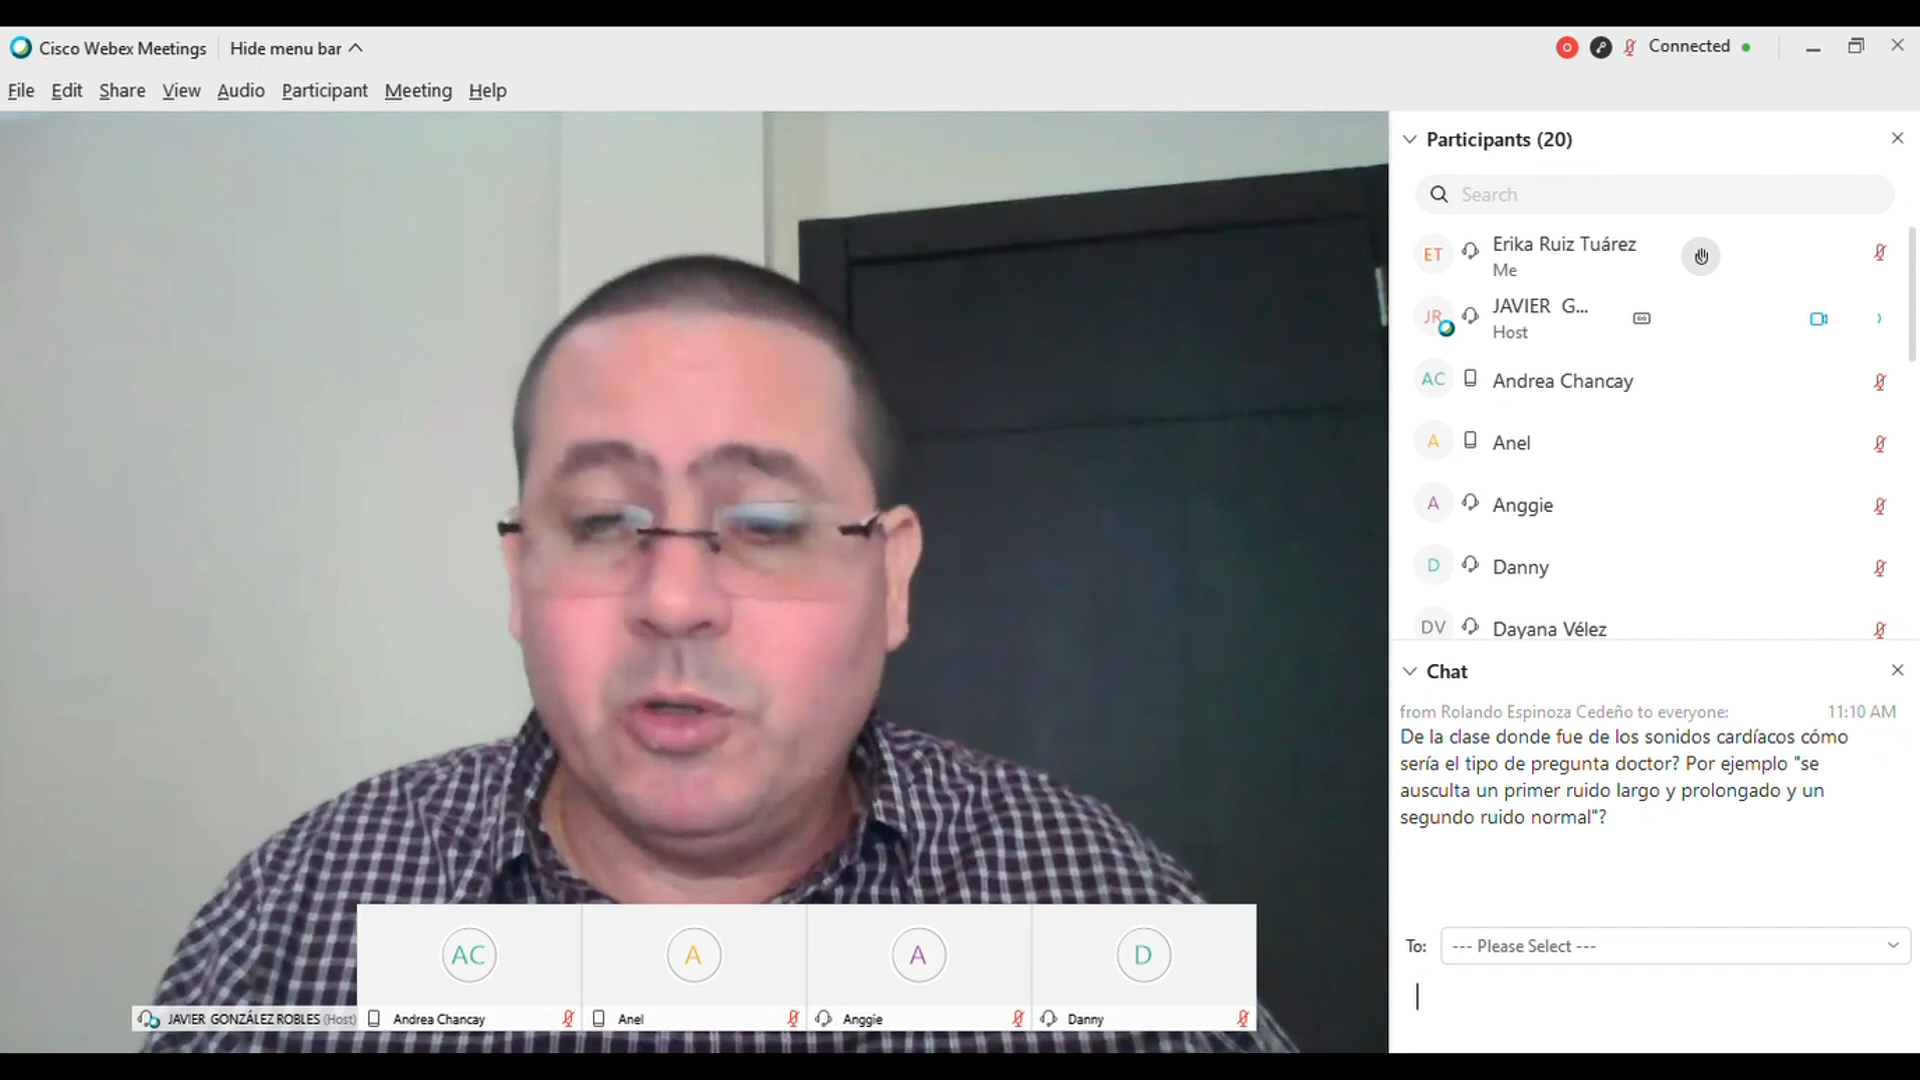 Cisco Webex Meetings
Hide menu bar
Connected
File Edit Share View Audio Participant Meeting Help
Participants (20)
Search
ET
Erika Ruiz Tuárez
Me
JR
JAVIER G...
Host
AC
Andrea Chancay
A
Anel
A
Anggie
D
Danny
DV
Dayana Vélez
Chat
from Rolando Espinoza Cedeño to everyone: 11:10 AM
De la clase donde fue de los sonidos cardíacos cómo
sería el tipo de pregunta doctor? Por ejemplo "se
ausculta un primer ruido largo y prolongado y un
segundo ruido normal"?
To: --- Please Select ---
AC
A
A
D
JAVIER GONZÁLEZ ROBLES (Host)
Andrea Chancay
Anel
Anggie
Danny